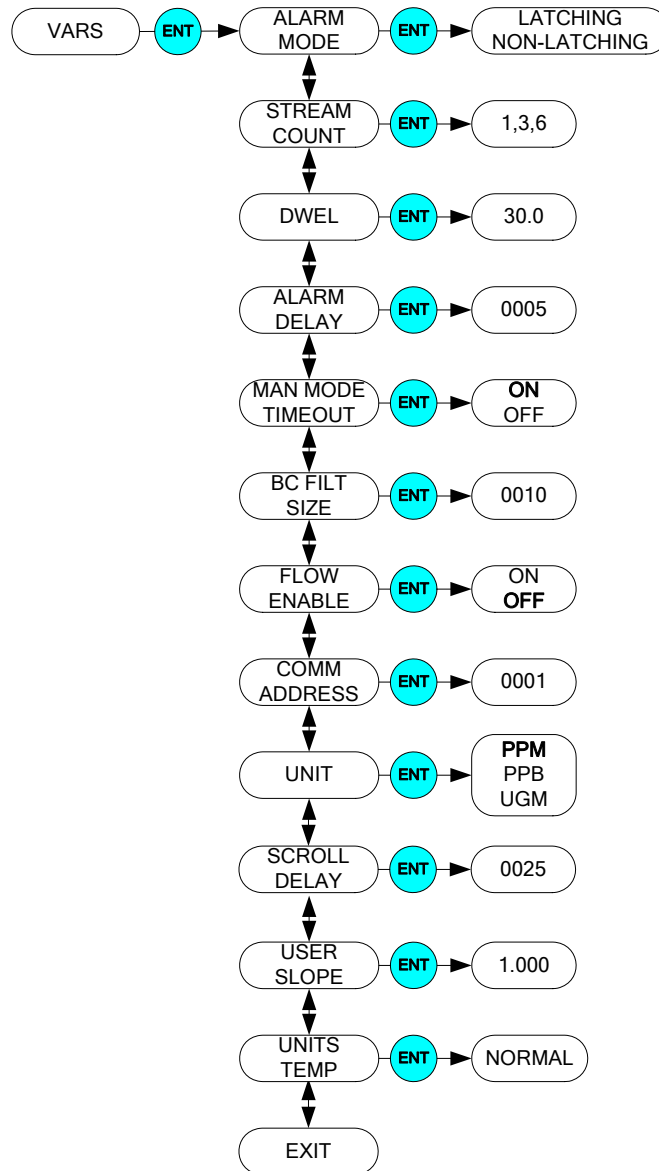 VARS
ENT
ALARM
MODE
ENT
LATCHING
NON-LATCHING
STREAM
COUNT
ENT
1,3,6
DWEL
ENT
30.0
ALARM
DELAY
ENT
0005
MAN MODE
TIMEOUT
ENT
ON
OFF
BC FILT
SIZE
ENT
0010
FLOW
ENABLE
ENT
ON
OFF
COMM
ADDRESS
ENT
0001
UNIT
ENT
PPM
PPB
UGM
SCROLL
DELAY
ENT
0025
USER
SLOPE
ENT
1.000
UNITS
TEMP
ENT
NORMAL
EXIT